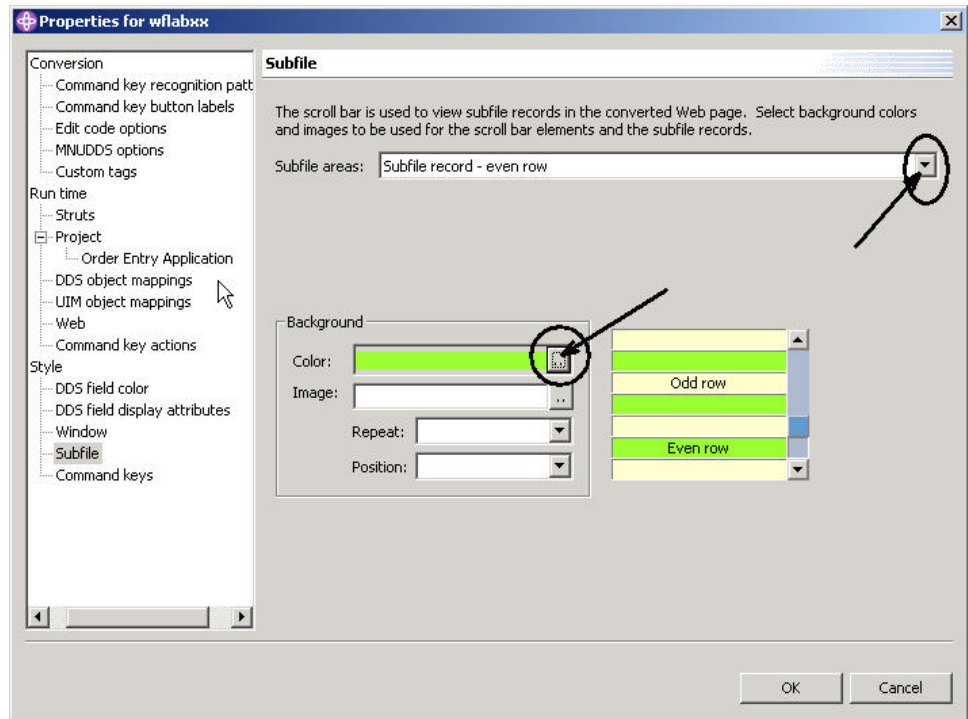 Properties for wflabxx
Conversion
Command key recognition patt
Command key button labels
Edit code options
MNUDDS options
Custom tags
Run time
Struts
Project
Order Entry Application
DDS object mappings
UIM object mappings
Web
Command key actions
Style
DDS field color
DDS field display attributes
Window
Subfile
Command keys
Subfile
The scroll bar is used to view subfile records in the converted Web page. Select background colors
and images to be used for the scroll bar elements and the subfile records.
Subfile areas: Subfile record - even row
Background
Color:
Image: ..
Repeat:
Position:
Odd row
Even row
OK Cancel